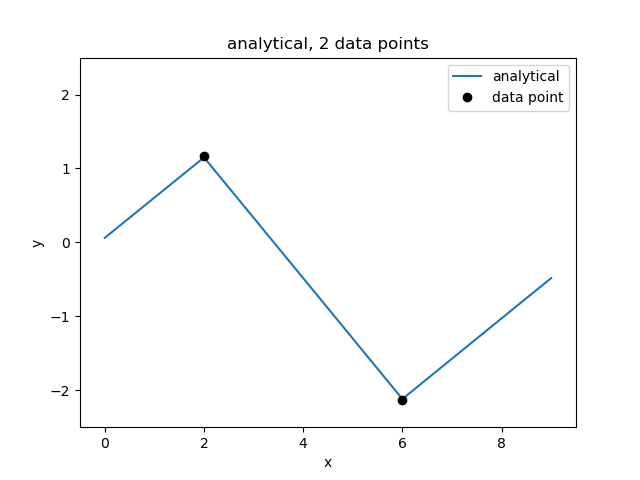 analytical, 2 data points
analytical
data point
2
1
0
−1
−2
y
0 2 4 6 8
x